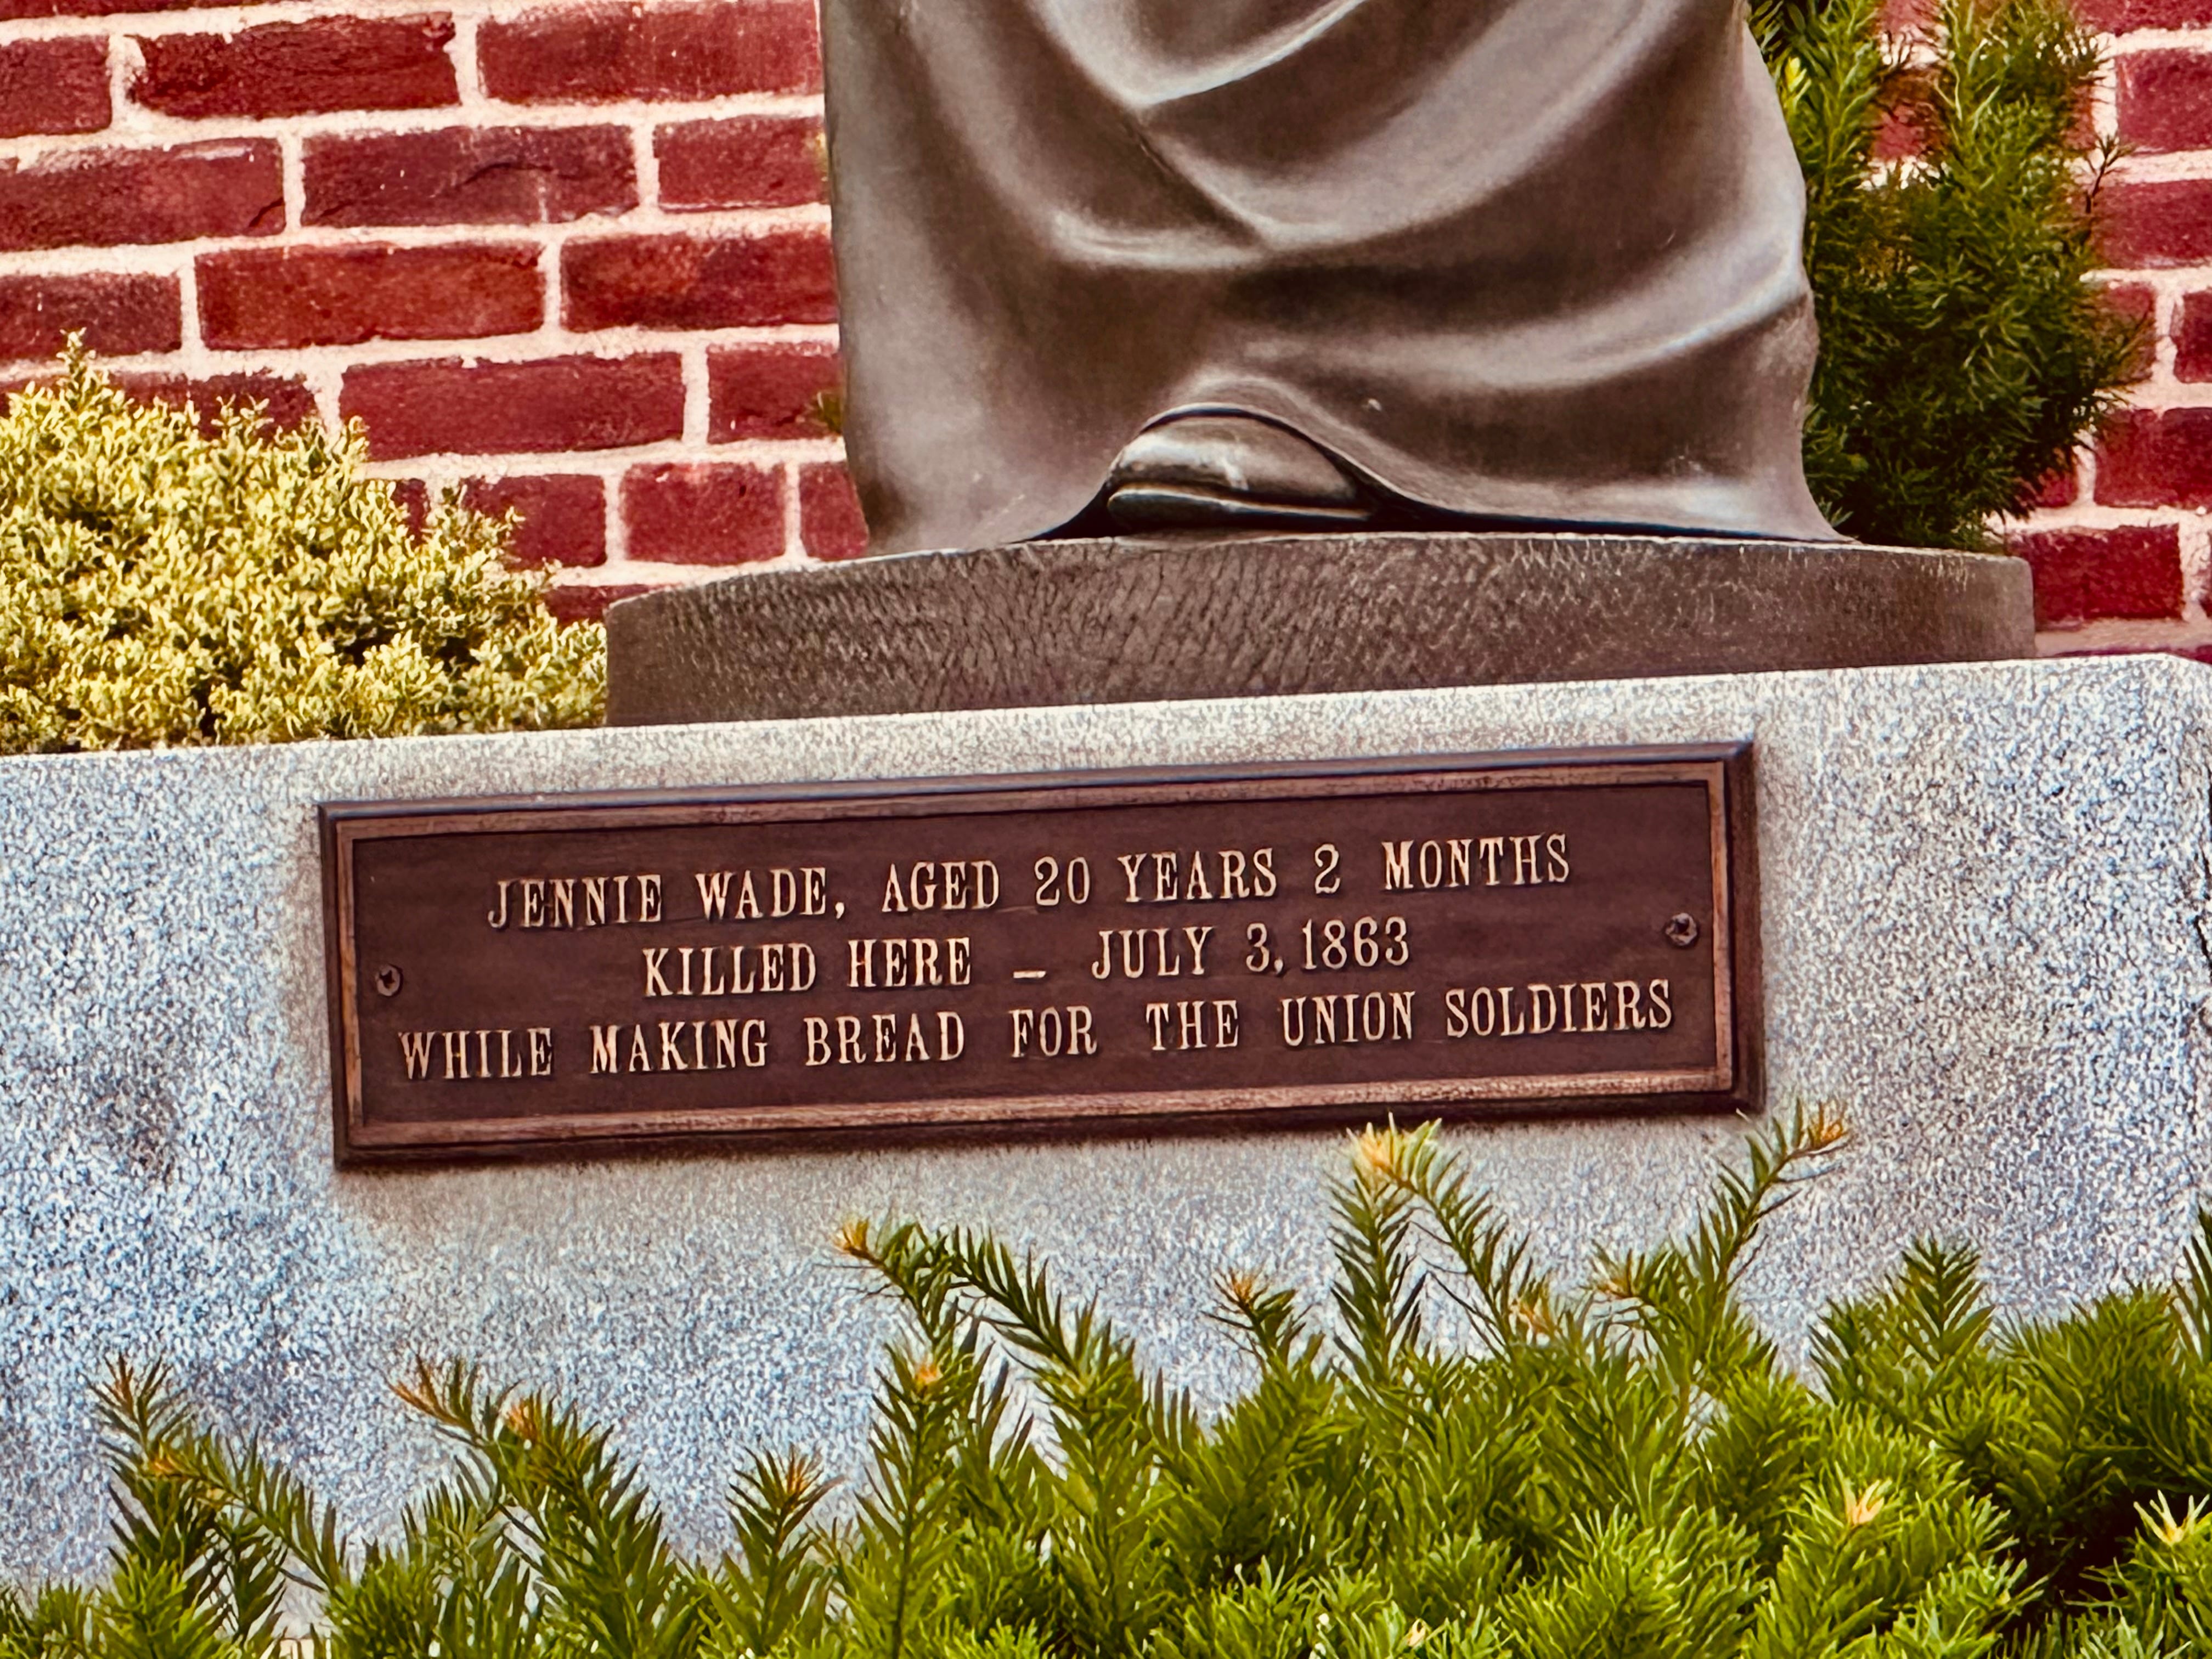 JENNIE WADE, AGED 20 YEARS 2 MONTHS
KILLED HERE – JULY 3, 1863
WHILE MAKING BREAD FOR THE UNION SOLDIERS